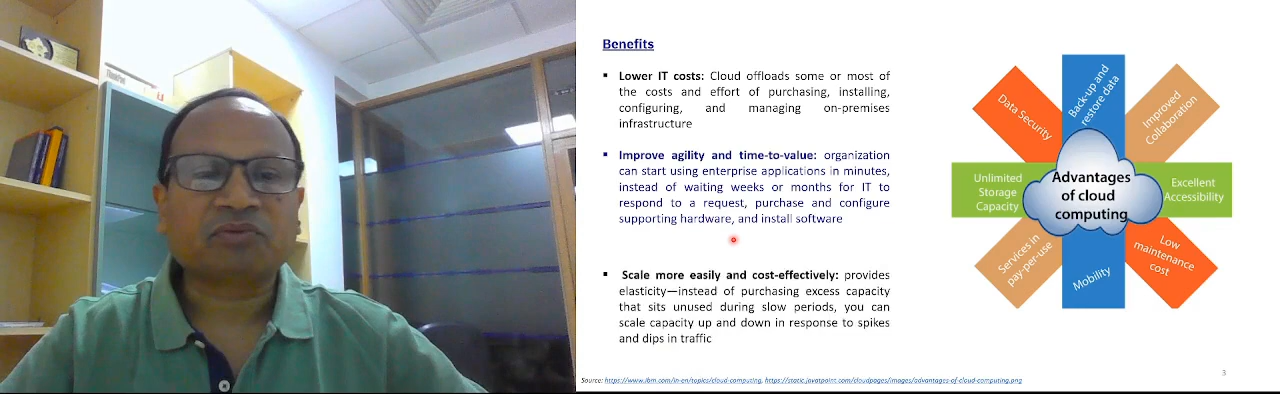 Benefits
▪ Lower IT costs: Cloud offloads some or most of
the costs and effort of purchasing, installing,
configuring, and managing on-premises
infrastructure
▪ Improve agility and time-to-value: organization
can start using enterprise applications in minutes,
instead of waiting weeks or months for IT to
respond to a request, purchase and configure
supporting hardware, and install software
▪ Scale more easily and cost-effectively: provides
elasticity—instead of purchasing excess capacity
that sits unused during slow periods, you can
scale capacity up and down in response to spikes
and dips in traffic
Data Security
Back-up and
restore data
Improved
Collaboration
Unlimited
Storage
Capacity
Advantages
of cloud
computing
Excellent
Accessibility
Services in
pay-per-use
Mobility
Low
maintenance
cost
3
Source: https://www.ibm.com/in-en/topics/cloud-computing, https://static.javatpoint.com/cloudpages/images/advantages-of-cloud-computing.png